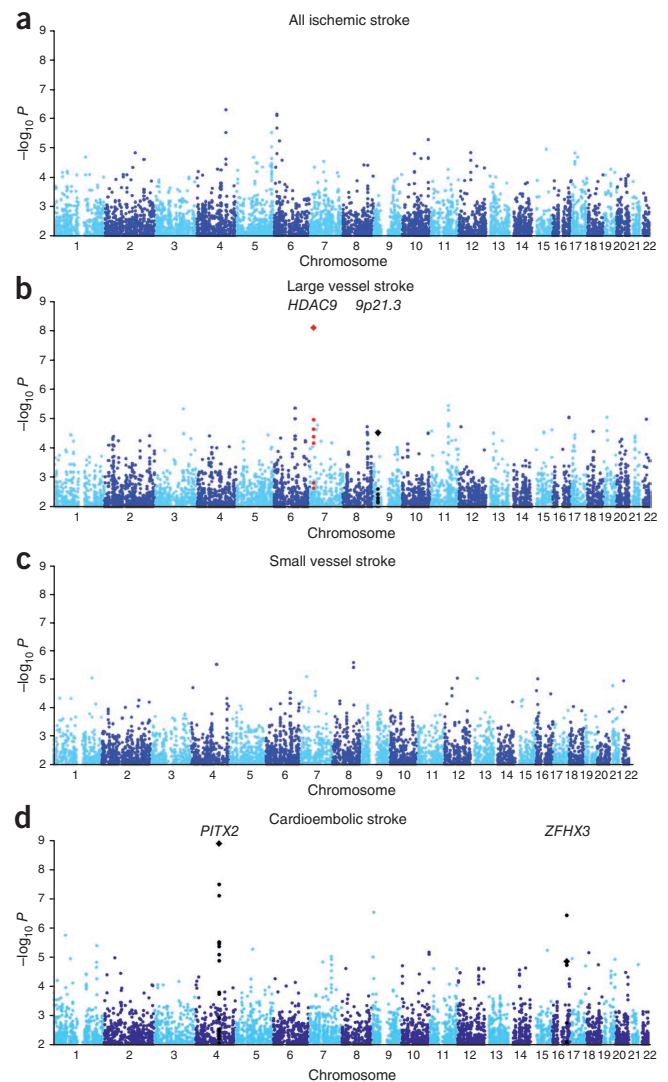 a
All ischemic stroke
9
8
7
6
5
4
3
2
–log10 P
1 2 3 4 5 6 7 8 9 10 11 12 13 14 15 16 17 18 19 20 21 22
Chromosome
b
Large vessel stroke
HDAC9 9p21.3
9
8
7
6
5
4
3
2
–log10 P
1 2 3 4 5 6 7 8 9 10 11 12 13 14 15 16 17 18 19 20 21 22
Chromosome
c
Small vessel stroke
9
8
7
6
5
4
3
2
–log10 P
1 2 3 4 5 6 7 8 9 10 11 12 13 14 15 16 17 18 19 20 21 22
Chromosome
d
Cardioembolic stroke
PITX2 ZFHX3
9
8
7
6
5
4
3
2
–log10 P
1 2 3 4 5 6 7 8 9 10 11 12 13 14 15 16 17 18 19 20 21 22
Chromosome